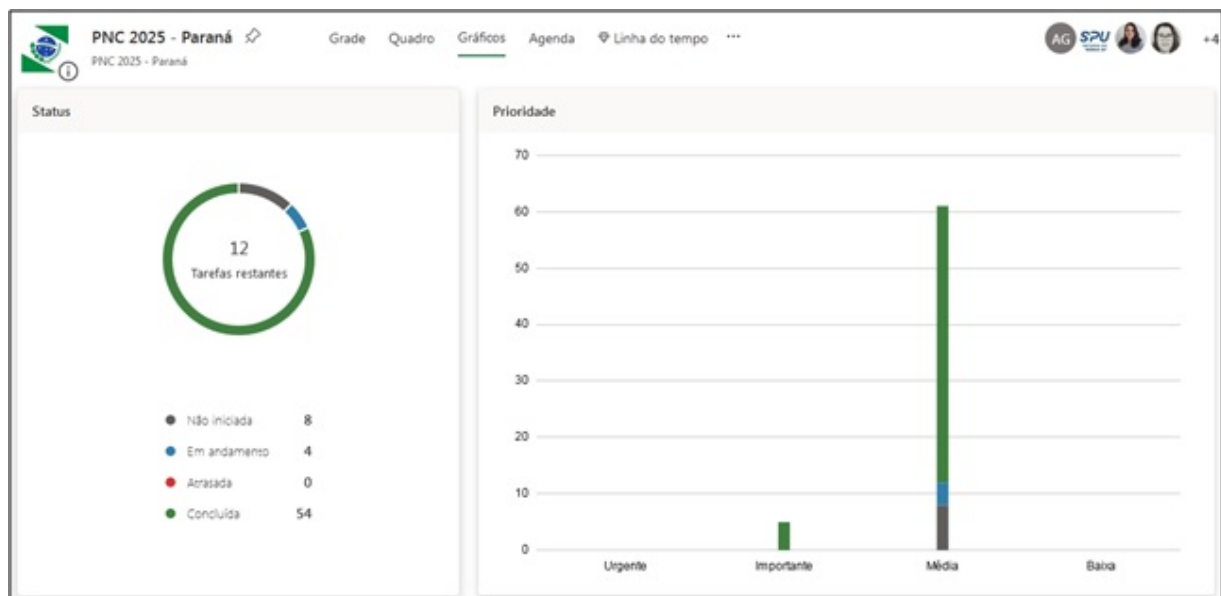 PNC 2025 - Paraná
PNC 2025 - Paraná
Grade Quadro Gráficos Agenda Linha do tempo ...
AG SPU +4
Status
12
Tarefas restantes
Não iniciada 8
Em andamento 4
Atrasada 0
Concluída 54
Prioridade
70
60
50
40
30
20
10
0
Urgente Importante Média Baixa